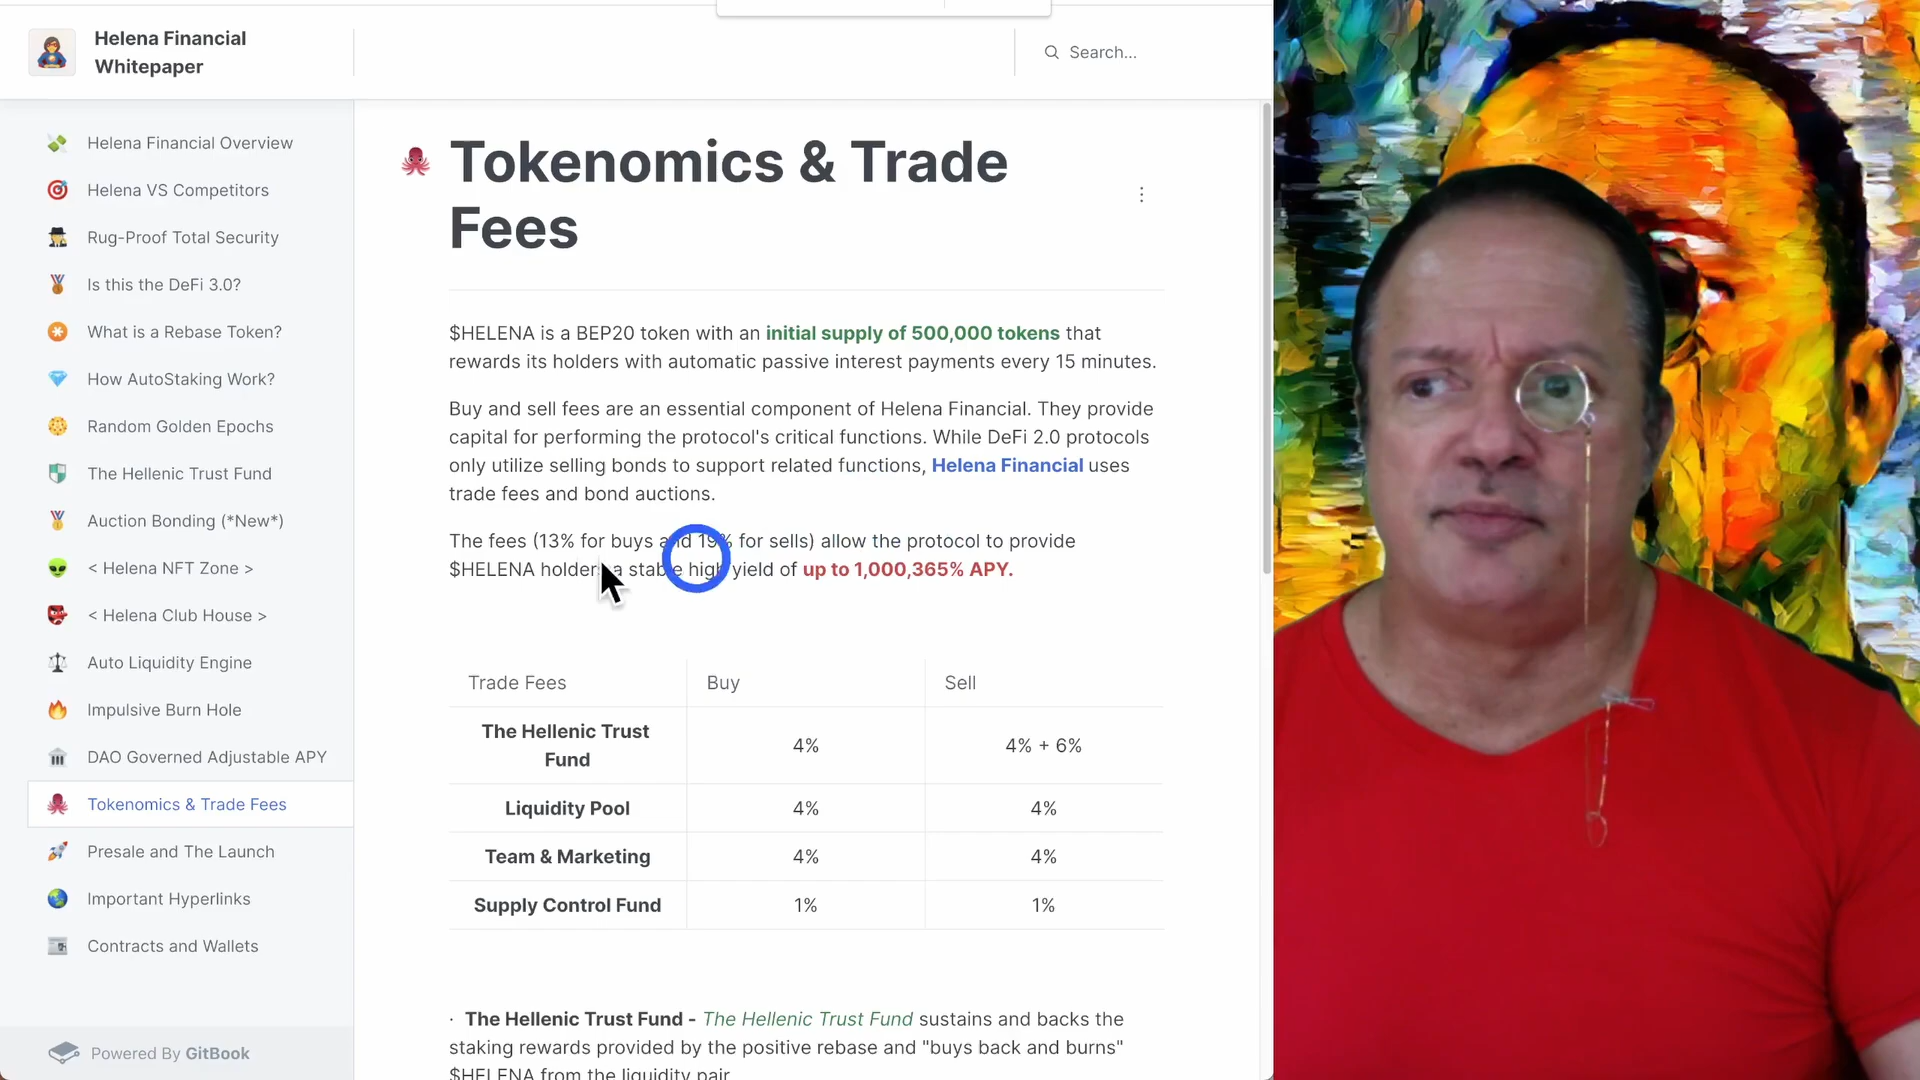 Helena Financial
Whitepaper
Search...
Helena Financial Overview
Helena VS Competitors
Rug-Proof Total Security
Is this the DeFi 3.0?
What is a Rebase Token?
How AutoStaking Work?
Random Golden Epochs
The Hellenic Trust Fund
Auction Bonding (*New*)
< Helena NFT Zone >
< Helena Club House >
Auto Liquidity Engine
Impulsive Burn Hole
DAO Governed Adjustable APY
Tokenomics & Trade Fees
Presale and The Launch
Important Hyperlinks
Contracts and Wallets
Powered By GitBook
Tokenomics & Trade
Fees
$HELENA is a BEP20 token with an initial supply of 500,000 tokens that
rewards its holders with automatic passive interest payments every 15 minutes.
Buy and sell fees are an essential component of Helena Financial. They provide
capital for performing the protocol's critical functions. While DeFi 2.0 protocols
only utilize selling bonds to support related functions, Helena Financial uses
trade fees and bond auctions.
The fees (13% for buys and 19% for sells) allow the protocol to provide
$HELENA holders a stable high yield of up to 1,000,365% APY.
Trade Fees Buy Sell
The Hellenic Trust
Fund 4% 4% + 6%
Liquidity Pool 4% 4%
Team & Marketing 4% 4%
Supply Control Fund 1% 1%
· The Hellenic Trust Fund - The Hellenic Trust Fund sustains and backs the
staking rewards provided by the positive rebase and "buys back and burns"
$HELENA from the liquidity pair